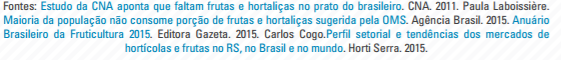 Fontes: Estudo da CNA aponta que faltam frutas e hortaliças no prato do brasileiro. CNA. 2011. Paula Laboissière.
Maioria da população não consome porção de frutas e hortaliças sugerida pela OMS. Agência Brasil. 2015. Anuário
Brasileiro da Fruticultura 2015. Editora Gazeta. 2015. Carlos Cogo.Perfil setorial e tendências dos mercados de
hortícolas e frutas no RS, no Brasil e no mundo. Horti Serra. 2015.